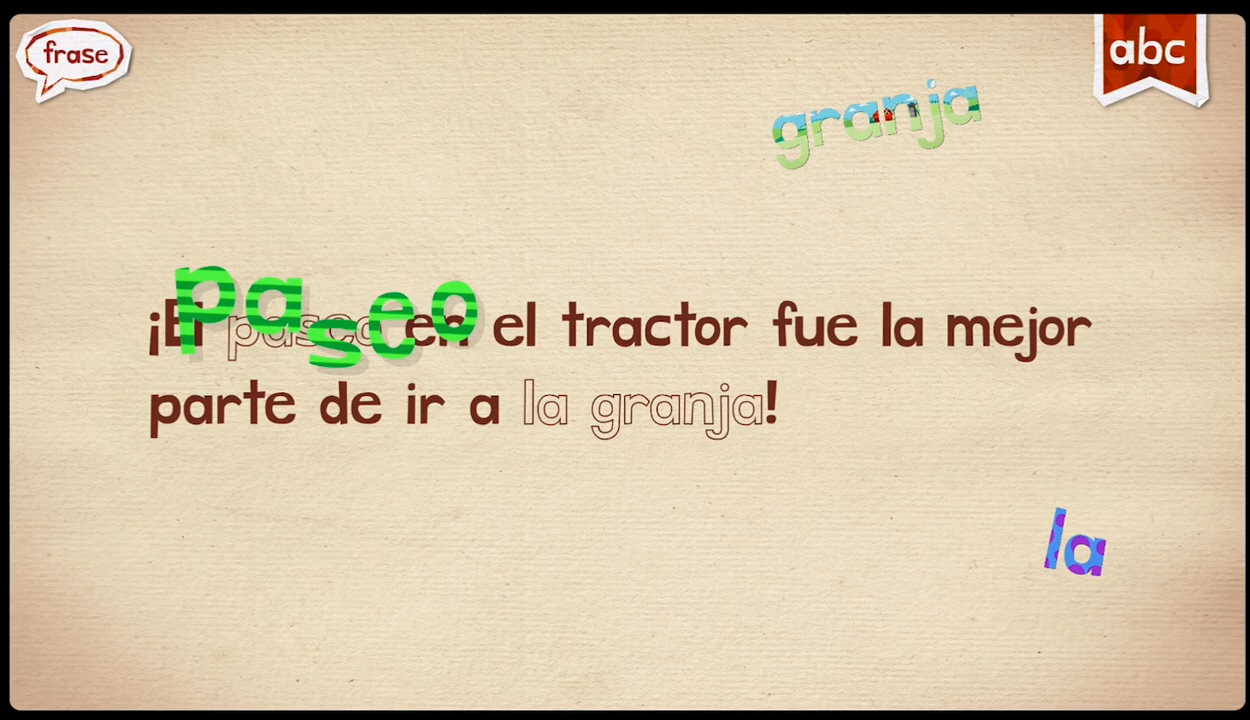 frase
abc
granja
paseo
¡El paseo en el tractor fue la mejor
parte de ir a la granja!
la